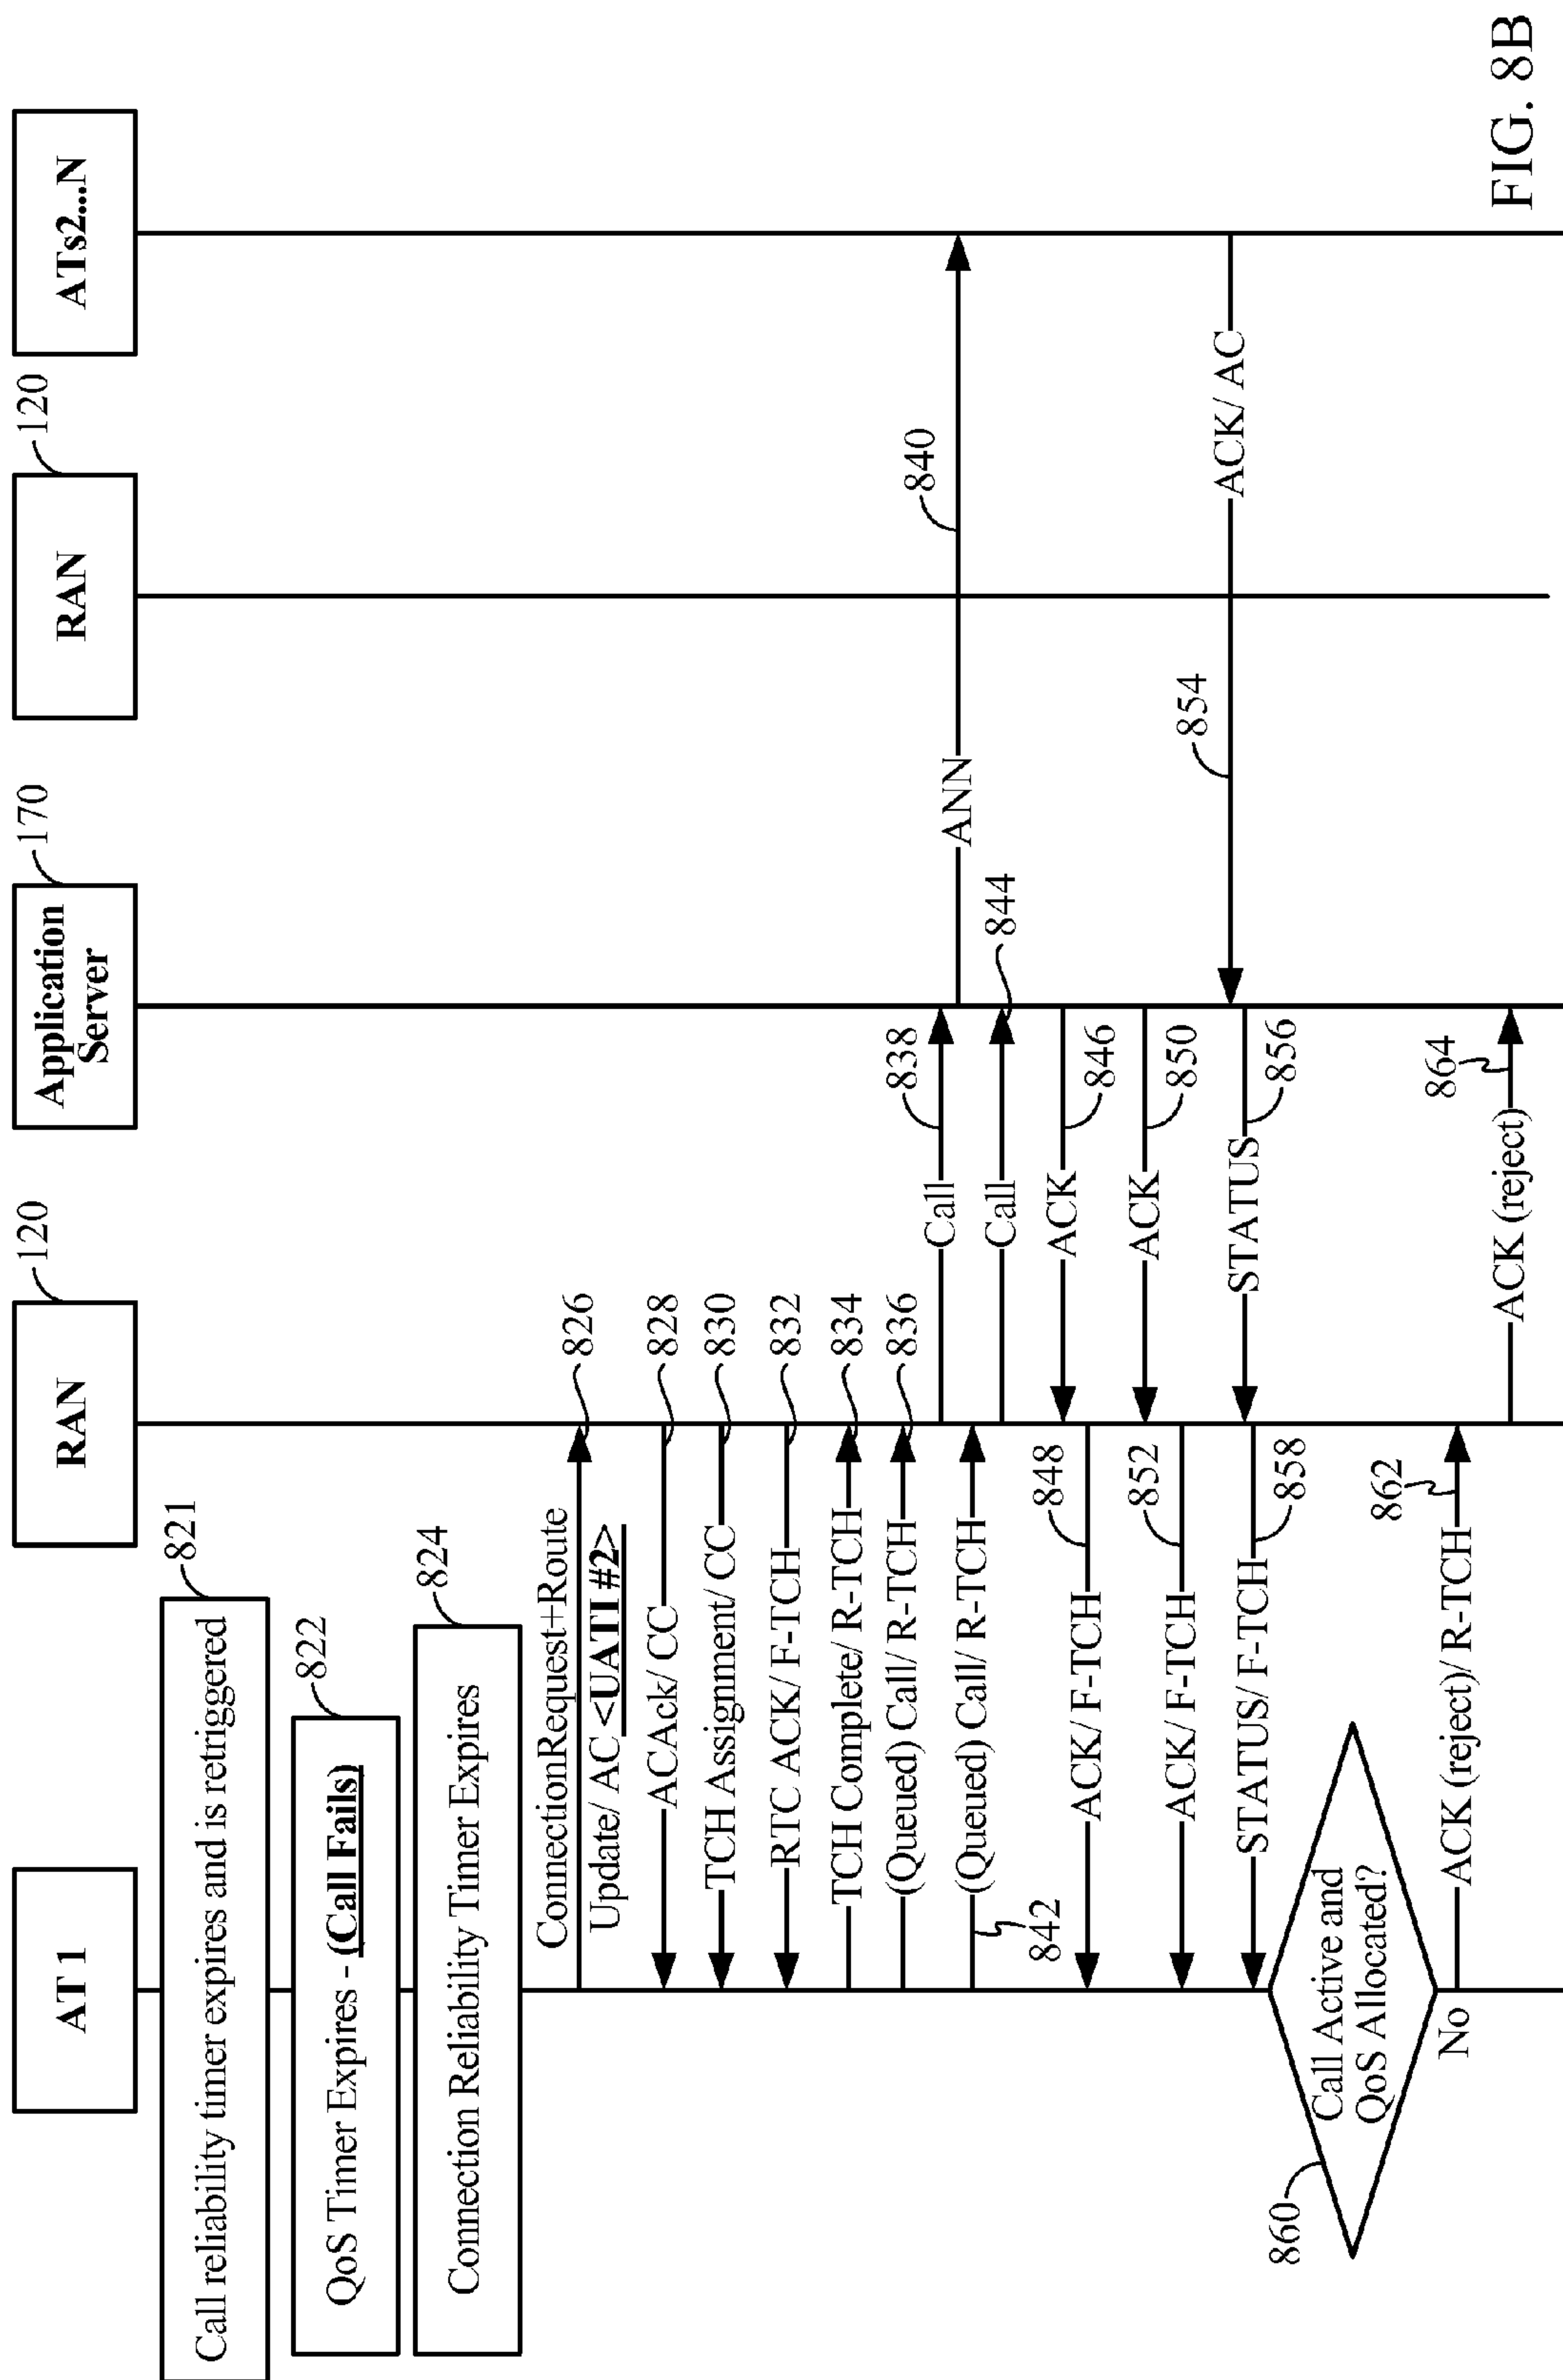 AT 1
RAN
120
Application
Server
170
RAN
120
ATs2...N
Call reliability timer expires and is retriggered
821
QoS Timer Expires - (Call Fails)
822
Connection Reliability Timer Expires
824
ConnectionRequest+Route
Update/ AC <UATI #2>
826
ACAck/ CC
828
TCH Assignment/ CC
830
RTC ACK/ F-TCH
832
TCH Complete/ R-TCH
834
(Queued) Call/ R-TCH
836
Call
838
ANN
840
(Queued) Call/ R-TCH
842
Call
844
ACK
846
ACK/ F-TCH
848
ACK
850
ACK/ F-TCH
852
ACK/ AC
854
STATUS
856
STATUS/ F-TCH
858
Call Active and
QoS Allocated?
860
No
ACK (reject)/ R-TCH
862
ACK (reject)
864
FIG. 8B